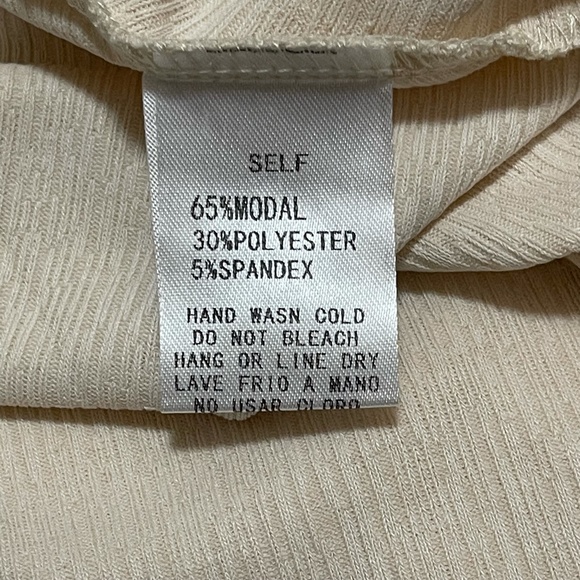 SELF
65%MODAL
30%POLYESTER
5%SPANDEX
HAND WASN COLD
DO NOT BLEACH
HANG OR LINE DRY
LAVE FRIO A MANO
NO USAR CLORO